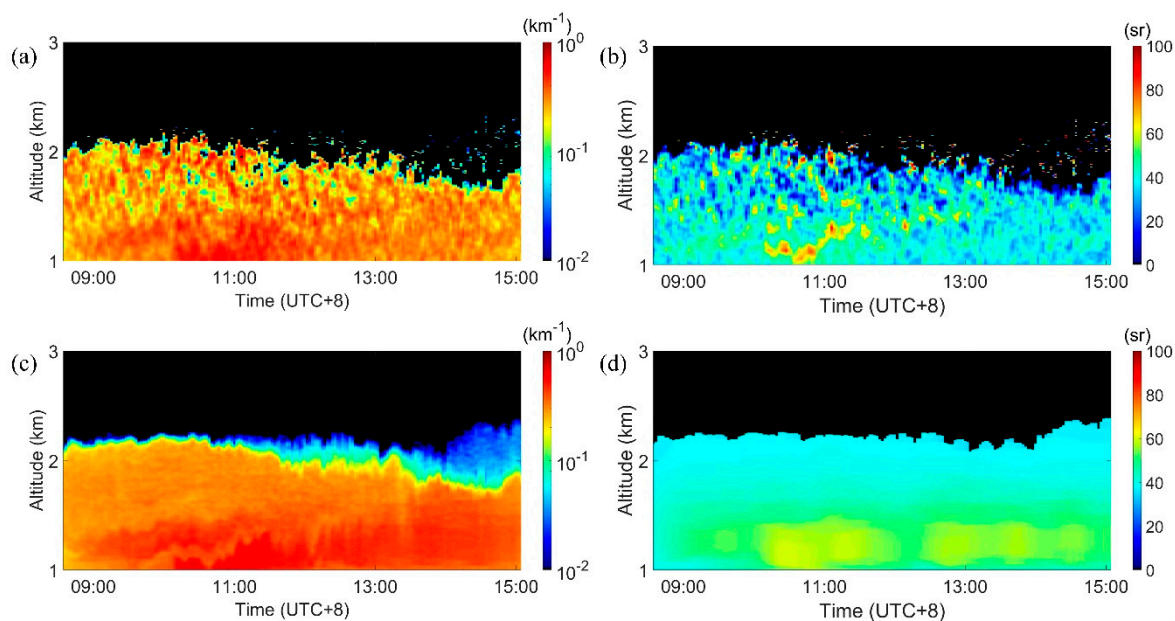 (a)
(km⁻¹)
3
2
1
Altitude (km)
09:00 11:00 13:00 15:00
Time (UTC+8)
10⁰
10⁻¹
10⁻²
(b)
(sr)
3
2
1
Altitude (km)
09:00 11:00 13:00 15:00
Time (UTC+8)
100
80
60
40
20
0
(c)
(km⁻¹)
3
2
1
Altitude (km)
09:00 11:00 13:00 15:00
Time (UTC+8)
10⁰
10⁻¹
10⁻²
(d)
(sr)
3
2
1
Altitude (km)
09:00 11:00 13:00 15:00
Time (UTC+8)
100
80
60
40
20
0